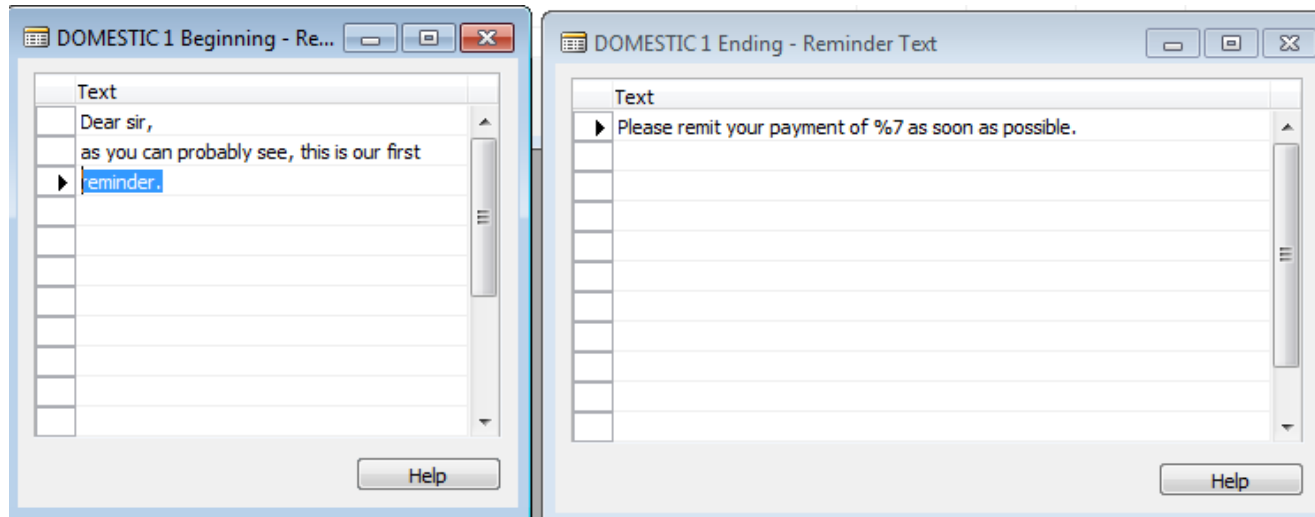 DOMESTIC 1 Beginning - Re...
Text
Dear sir,
as you can probably see, this is our first
reminder.
Help
DOMESTIC 1 Ending - Reminder Text
Text
Please remit your payment of %7 as soon as possible.
Help